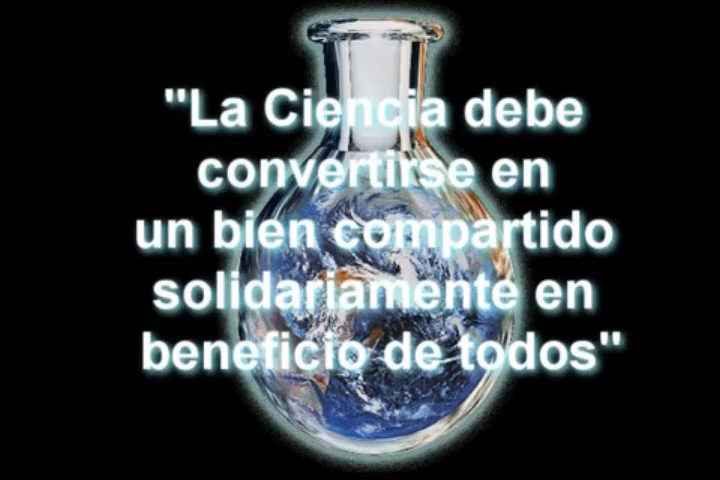 "La Ciencia debe
convertirse en
un bien compartido
solidariamente en
beneficio de todos"